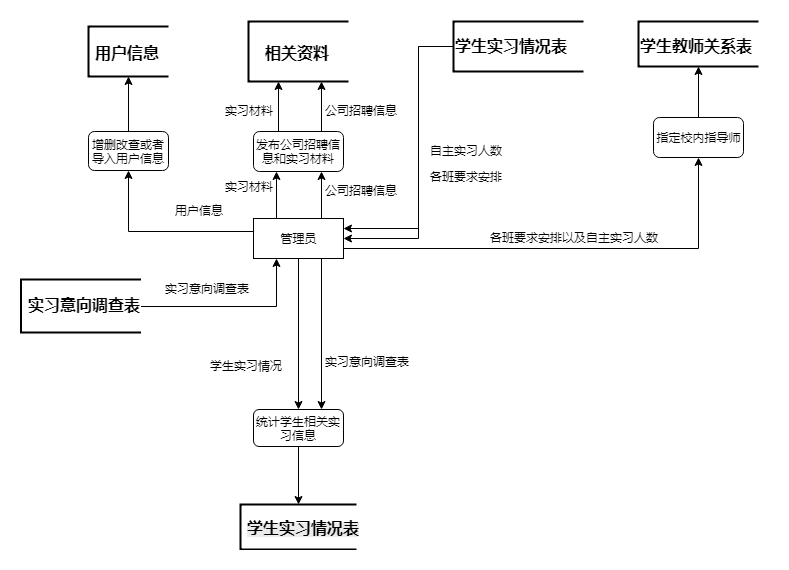 用户信息
相关资料
学生实习情况表
学生教师关系表
实习材料
公司招聘信息
增删改查或者
导入用户信息
发布公司招聘信
息和实习材料
指定校内指导师
自主实习人数
各班要求安排
实习材料
公司招聘信息
用户信息
管理员
各班要求安排以及自主实习人数
实习意向调查表
实习意向调查表
学生实习情况
实习意向调查表
统计学生相关实
习信息
学生实习情况表